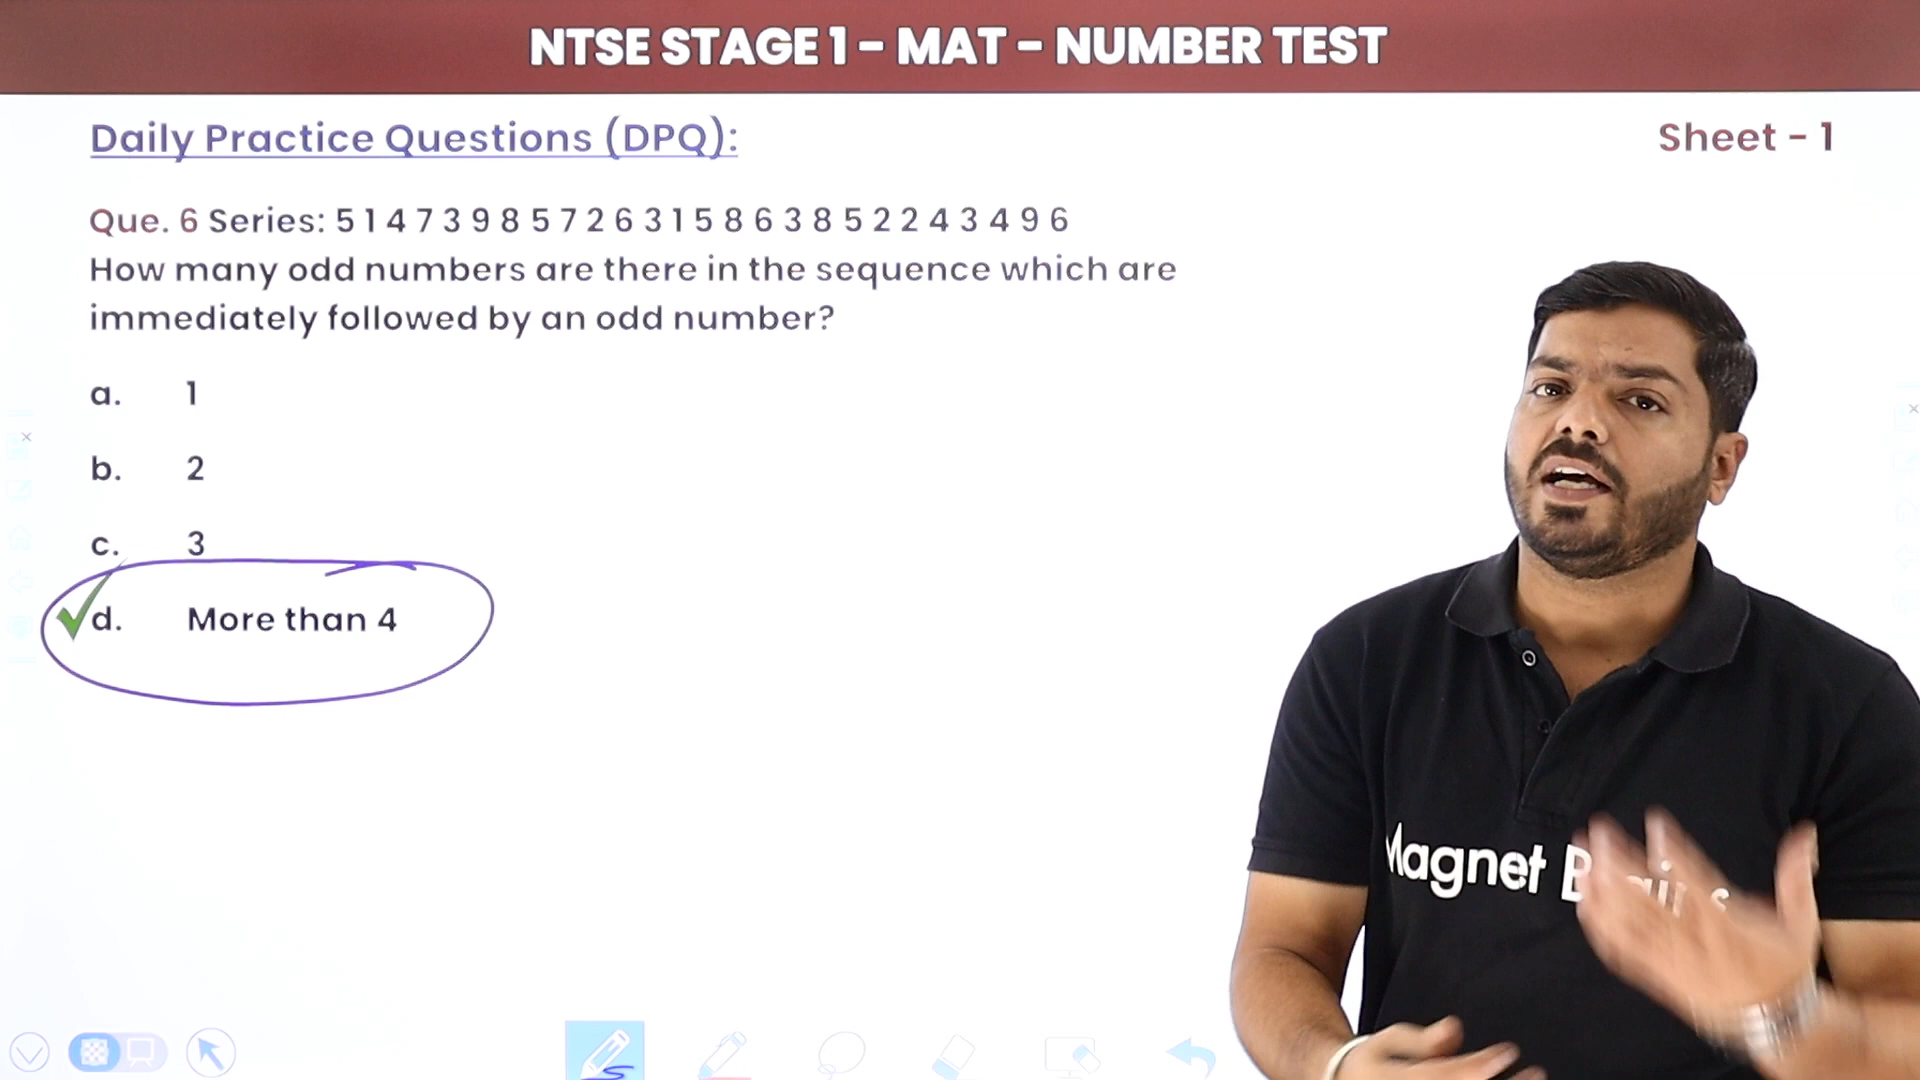 NTSE STAGE 1 – MAT – NUMBER TEST
Daily Practice Questions (DPQ):
Sheet - 1
Que. 6 Series: 5 1 4 7 3 9 8 5 7 2 6 3 1 5 8 6 3 8 5 2 2 4 3 4 9 6
How many odd numbers are there in the sequence which are
immediately followed by an odd number?
a. 1
b. 2
c. 3
d. More than 4
Magnet